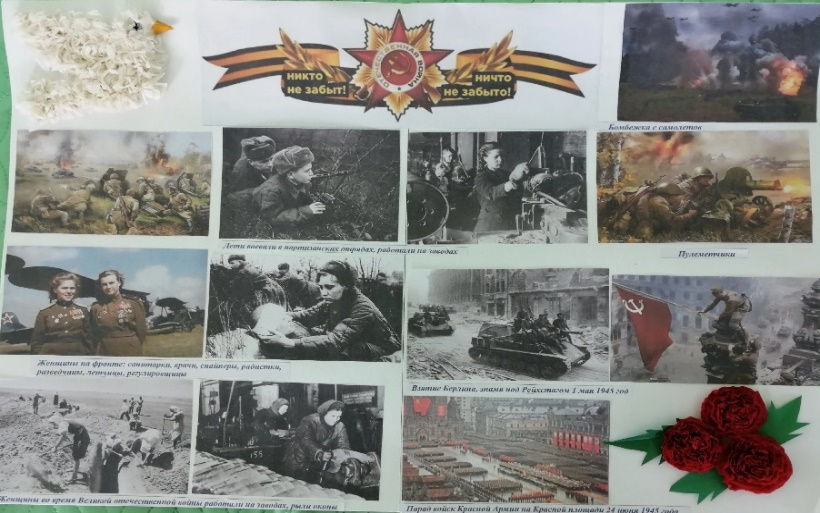 НИКТО
НЕ ЗАБЫТ!
ОТЕЧЕСТВЕННАЯ ВОЙНА
НИЧТО
НЕ ЗАБЫТО!
Бомбежка с самолетов
Дети воевали в партизанских отрядах, работали на заводах
Пулеметчики
Женщины на фронте: санитарки, врачи, снайперы, радистки,
разведчицы, летчицы, регулировщицы
Взятие Берлина, знамя над Рейхстагом 1 мая 1945 год
155
Женщины во время Великой отечественной войны работали на заводах, рыли окопы
Парад войск Красной Армии на Красной площади 24 июня 1945 года